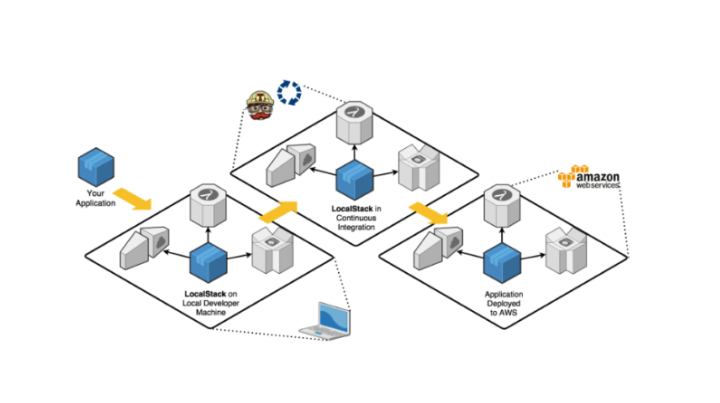 Your
Application
LocalStack on
Local Developer
Machine
LocalStack in
Continuous
Integration
amazon
webservices
Application
Deployed
to AWS